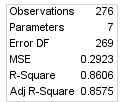 Observations 276
Parameters 7
Error DF 269
MSE 0.2923
R-Square 0.8606
Adj R-Square 0.8575